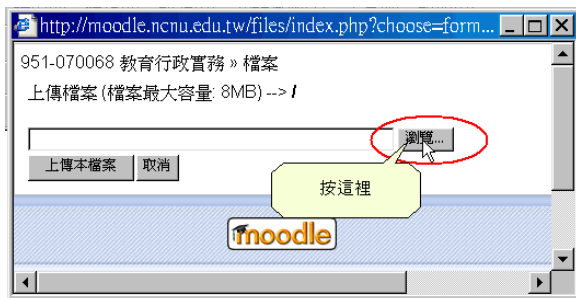 http://moodle.ncnu.edu.tw/files/index.php?choose=form...
951-070068 教育行政實務 » 檔案
上傳檔案 (檔案最大容量: 8MB) --> /
瀏覽...
上傳本檔案 取消
按這裡
moodle